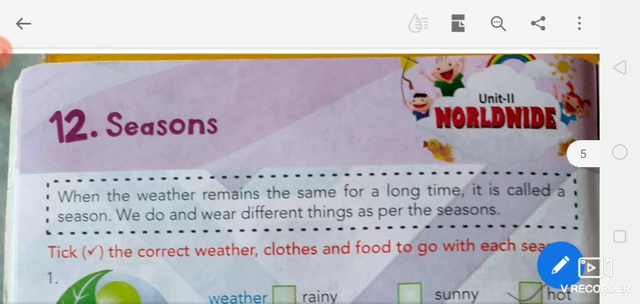 Unit-II
WORLDWIDE
12. Seasons
5
When the weather remains the same for a long time, it is called a
season. We do and wear different things as per the seasons.
Tick (✓) the correct weather, clothes and food to go with each
1.
weather rainy sunny hot
V RECORDER